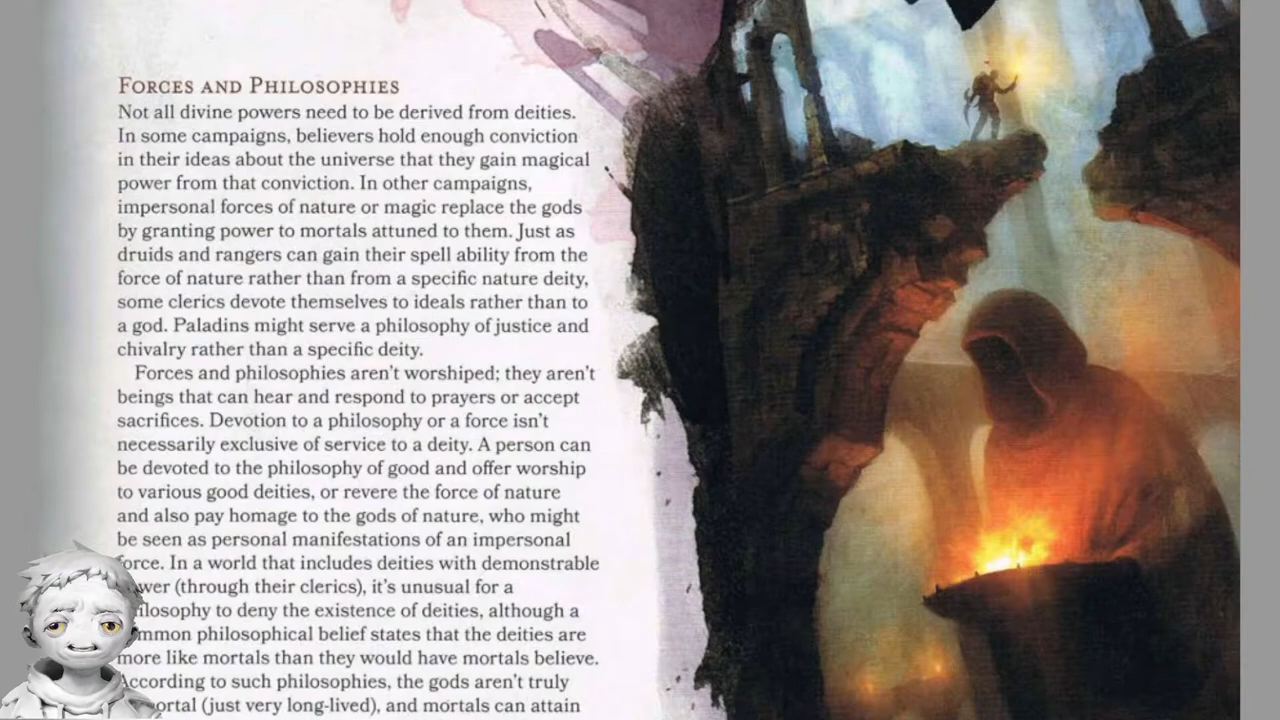 Forces and Philosophies
Not all divine powers need to be derived from deities.
In some campaigns, believers hold enough conviction
in their ideas about the universe that they gain magical
power from that conviction. In other campaigns,
impersonal forces of nature or magic replace the gods
by granting power to mortals attuned to them. Just as
druids and rangers can gain their spell ability from the
force of nature rather than from a specific nature deity,
some clerics devote themselves to ideals rather than to
a god. Paladins might serve a philosophy of justice and
chivalry rather than a specific deity.
Forces and philosophies aren't worshiped; they aren't
beings that can hear and respond to prayers or accept
sacrifices. Devotion to a philosophy or a force isn't
necessarily exclusive of service to a deity. A person can
be devoted to the philosophy of good and offer worship
to various good deities, or revere the force of nature
and also pay homage to the gods of nature, who might
be seen as personal manifestations of an impersonal
force. In a world that includes deities with demonstrable
(through their clerics), it's unusual for a
to deny the existence of deities, although a
philosophical belief states that the deities are
more like mortals than they would have mortals believe.
According to such philosophies, the gods aren't truly
(just very long-lived), and mortals can attain